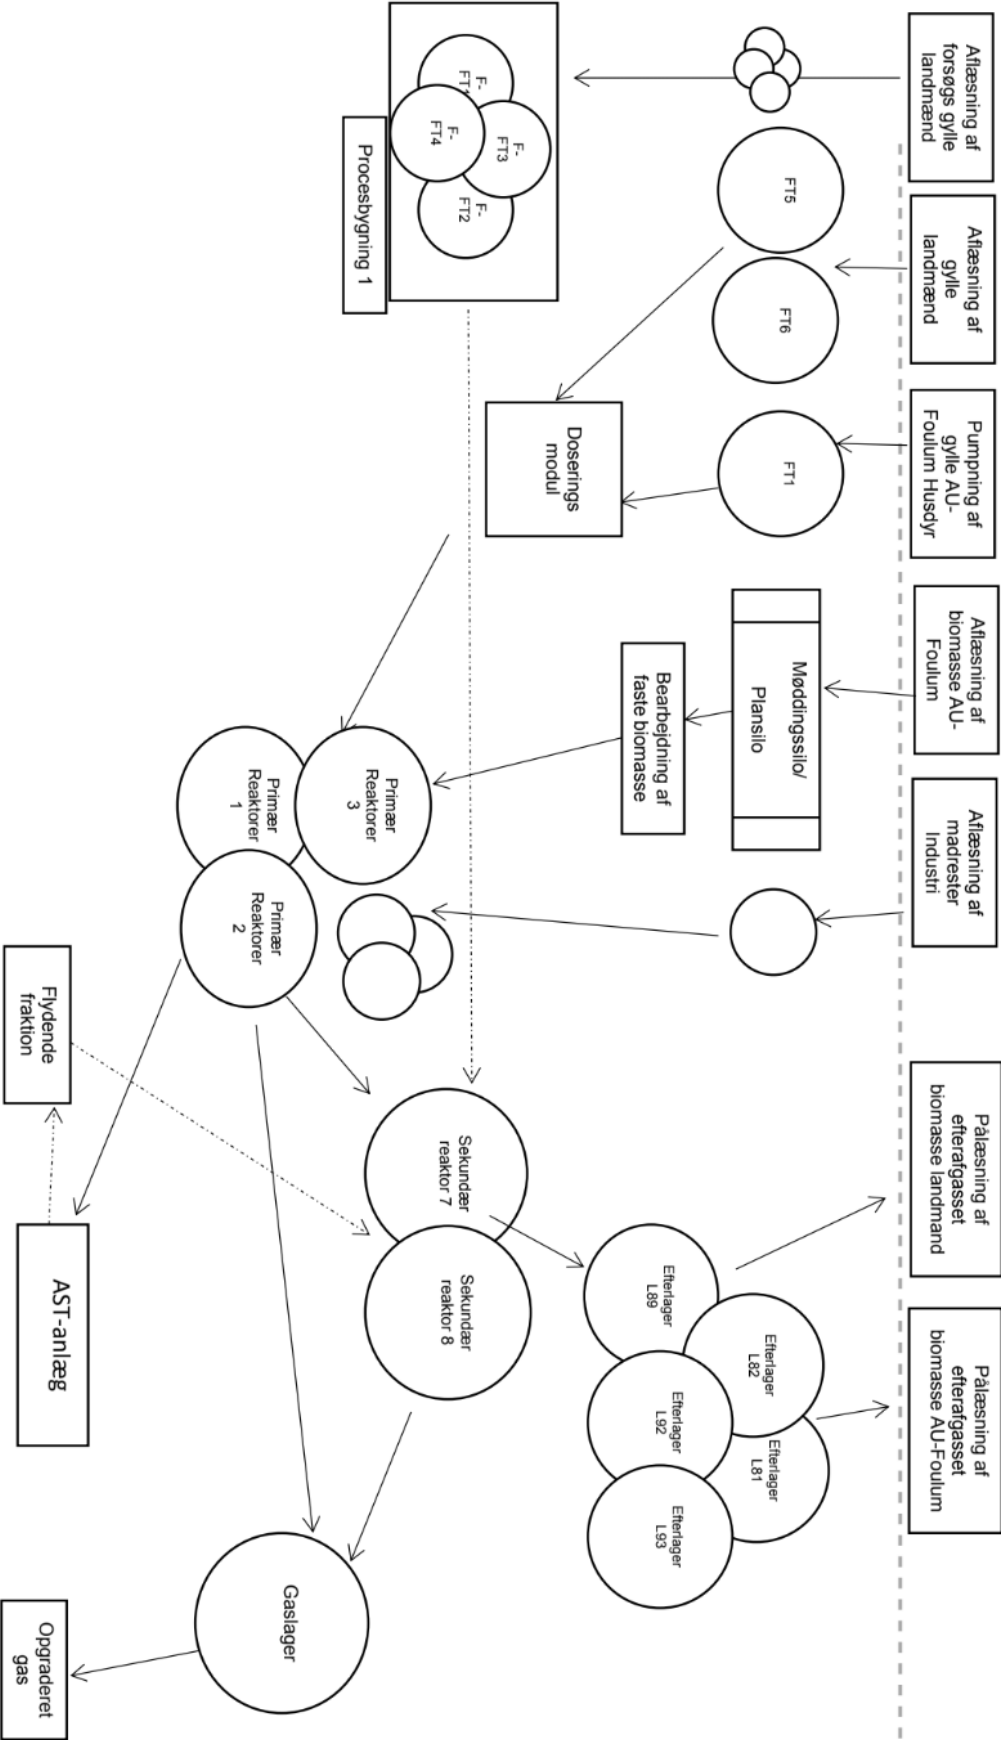 Aflæsning af
forsøgs gylle
landmænd
Aflæsning af
gylle
landmænd
Pumpning af
gylle AU-
Foulum Husdyr
Aflæsning af
biomasse AU-
Foulum
Aflæsning af
madrester
Industri
Pålæsning af
efterafgasset
biomasse landmand
Pålæsning af
efterafgasset
biomasse AU-Foulum
FT5
FT6
FT1
Møddingssilo/
Plansilo
Efterlager
L82
Efterlager
L81
Efterlager
L89
Efterlager
L92
Efterlager
L93
Bearbejdning af
faste biomasse
Doserings
modul
F-
FT1
F-
FT3
F-
FT4
F-
FT2
Procesbygning 1
Primær
Reaktorer
3
Primær
Reaktorer
1
Primær
Reaktorer
2
Sekundær
reaktor 7
Sekundær
reaktor 8
Gaslager
Flydende
fraktion
AST-anlæg
Opgraderet
gas